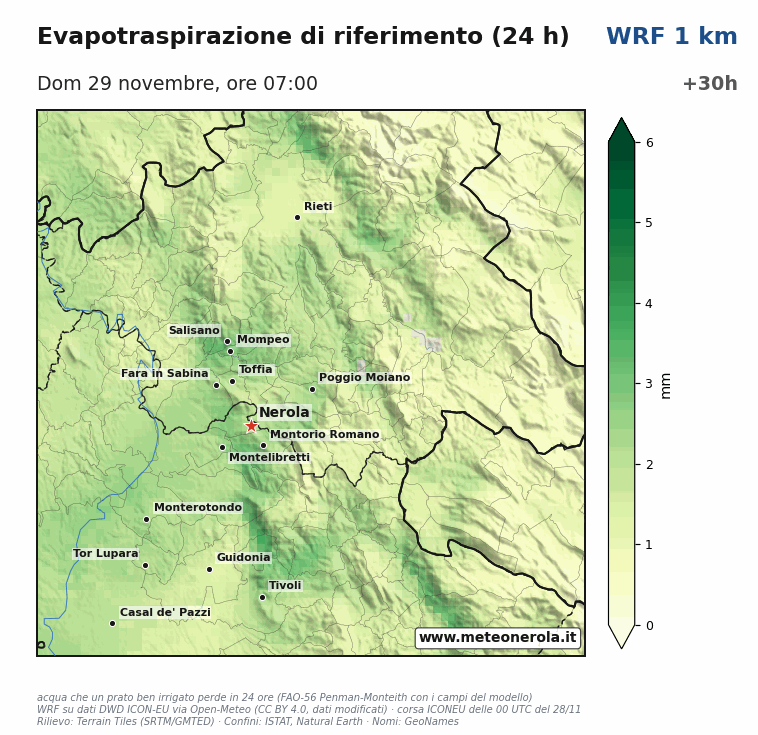 Evapotraspirazione di riferimento (24 h) WRF 1 km
Dom 29 novembre, ore 07:00 +30h
Rieti
Salisano
Mompeo
Toffia
Fara in Sabina
Poggio Moiano
Nerola
Montorio Romano
Montelibretti
Monterotondo
Tor Lupara
Guidonia
Tivoli
Casal de' Pazzi
www.meteonerola.it
6
5
4
3
2
1
0
mm
acqua che un prato ben irrigato perde in 24 ore (FAO-56 Penman-Monteith con i campi del modello)
WRF su dati DWD ICON-EU via Open-Meteo (CC BY 4.0, dati modificati) · corsa ICONEU delle 00 UTC del 28/11
Rilievo: Terrain Tiles (SRTM/GMTED) · Confini: ISTAT, Natural Earth · Nomi: GeoNames